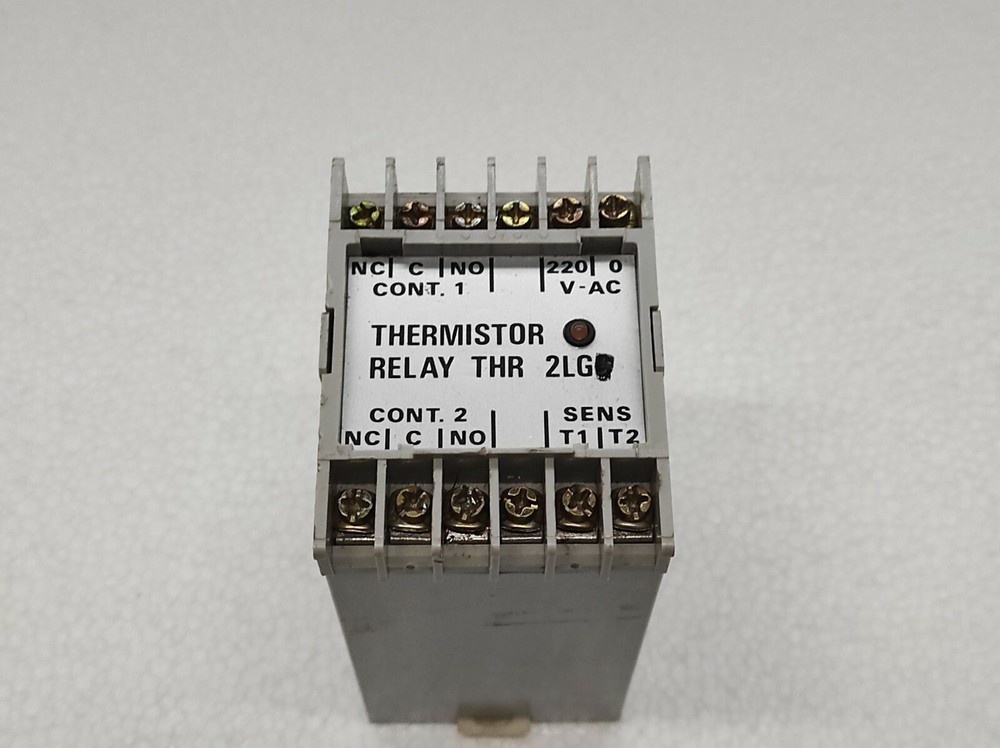 NC C NO 220 0
CONT. 1 V-AC
THERMISTOR
RELAY THR 2LG
CONT. 2 SENS
NC C NO T1 T2